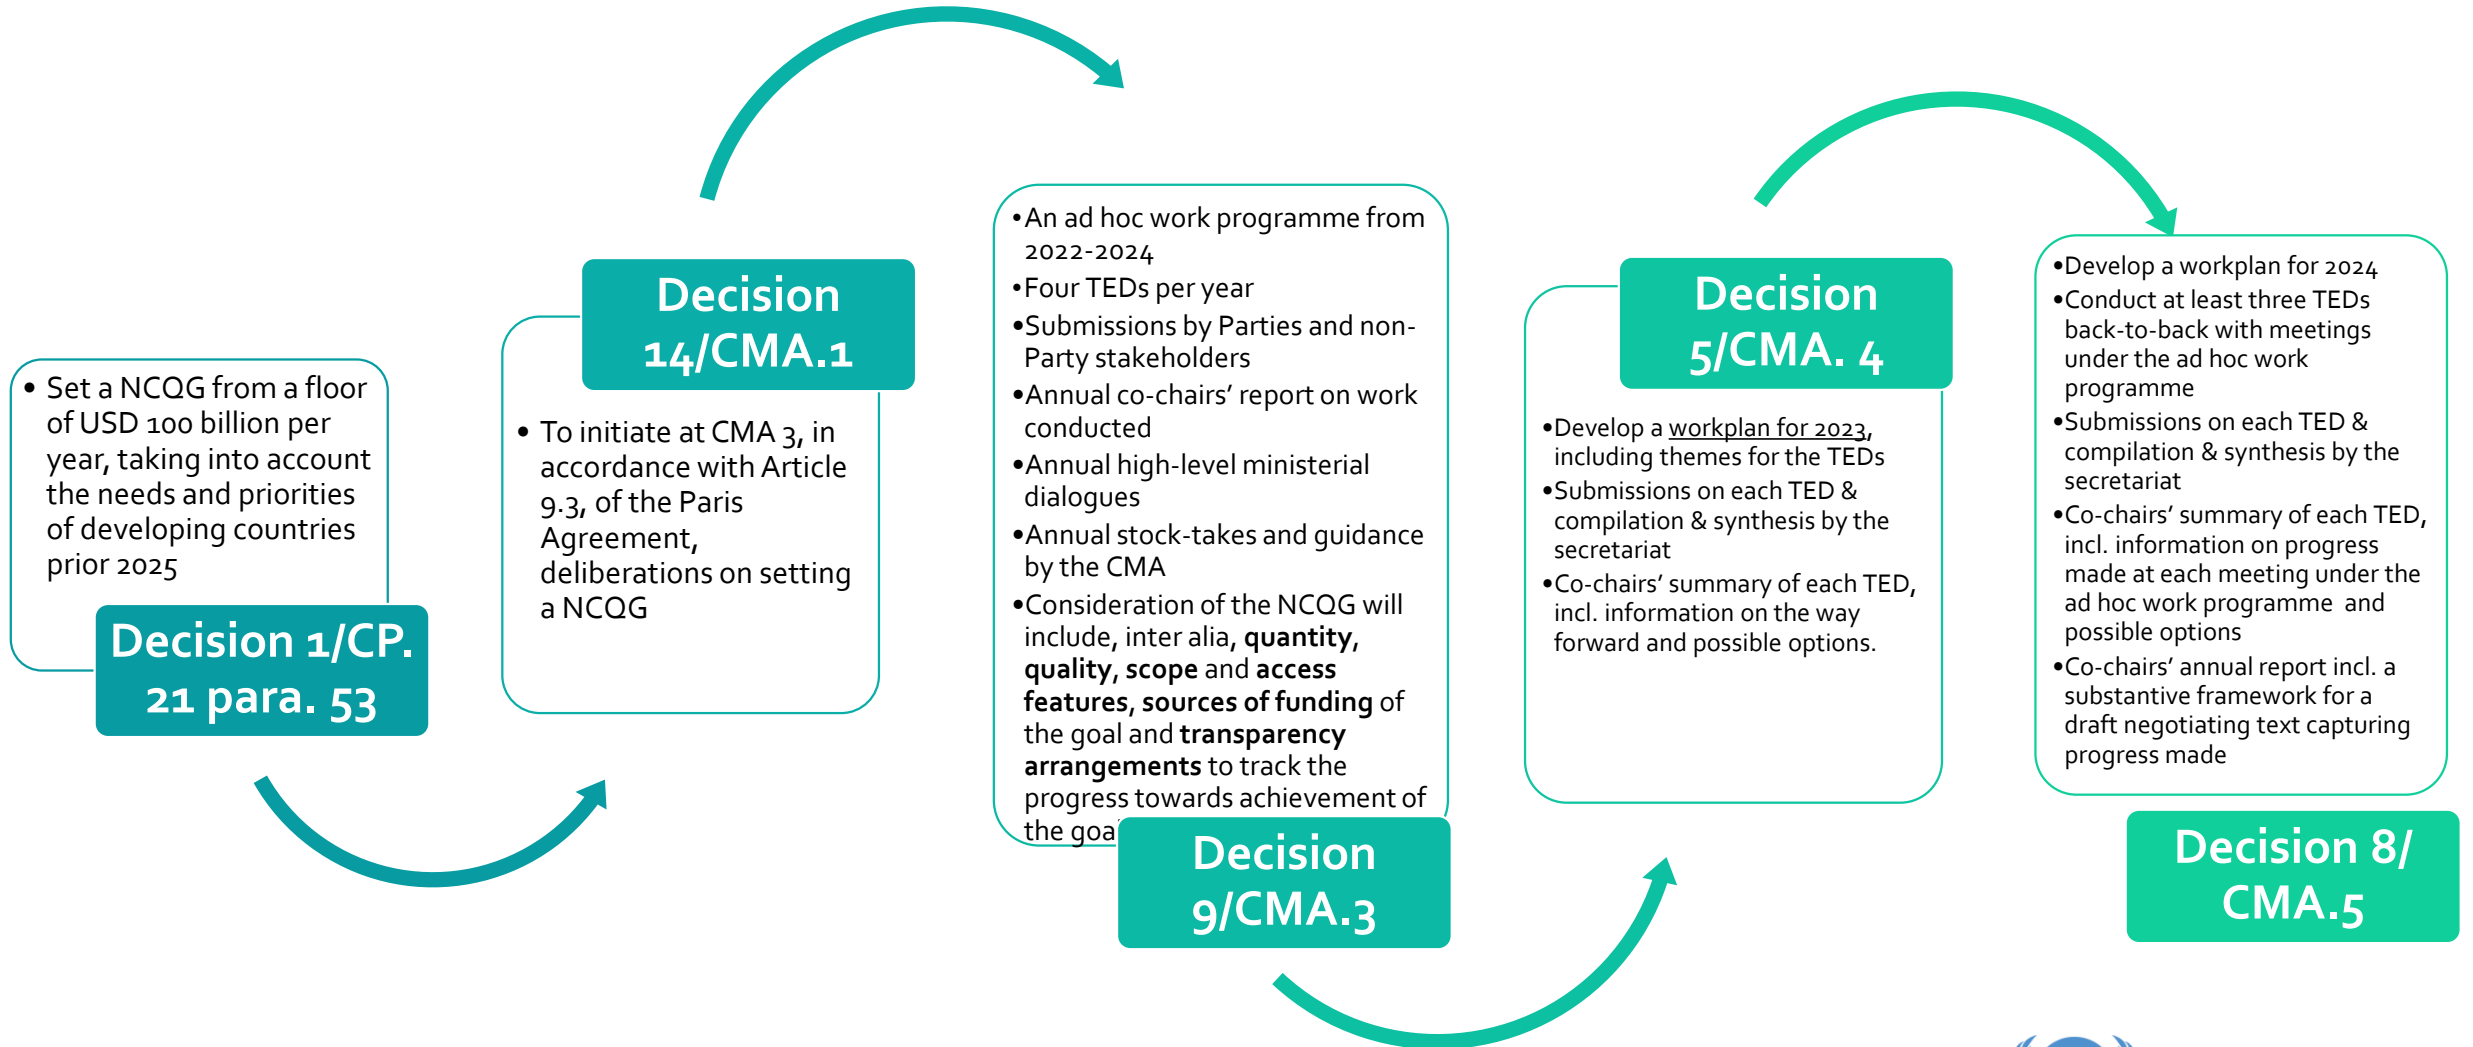 • Set a NCQG from a floor
of USD 100 billion per
year, taking into account
the needs and priorities
of developing countries
prior 2025
Decision 1/CP.
21 para. 53
Decision
14/CMA.1
• To initiate at CMA 3, in
accordance with Article
9.3, of the Paris
Agreement,
deliberations on setting
a NCQG
•An ad hoc work programme from
2022-2024
•Four TEDs per year
•Submissions by Parties and non-
Party stakeholders
•Annual co-chairs’ report on work
conducted
•Annual high-level ministerial
dialogues
•Annual stock-takes and guidance
by the CMA
•Consideration of the NCQG will
include, inter alia, quantity,
quality, scope and access
features, sources of funding of
the goal and transparency
arrangements to track the
progress towards achievement of
the goa
Decision
9/CMA.3
Decision
5/CMA. 4
•Develop a workplan for 2023,
including themes for the TEDs
•Submissions on each TED &
compilation & synthesis by the
secretariat
•Co-chairs’ summary of each TED,
incl. information on the way
forward and possible options.
•Develop a workplan for 2024
•Conduct at least three TEDs
back-to-back with meetings
under the ad hoc work
programme
•Submissions on each TED &
compilation & synthesis by the
secretariat
•Co-chairs’ summary of each TED,
incl. information on progress
made at each meeting under the
ad hoc work programme and
possible options
•Co-chairs’ annual report incl. a
substantive framework for a
draft negotiating text capturing
progress made
Decision 8/
CMA.5